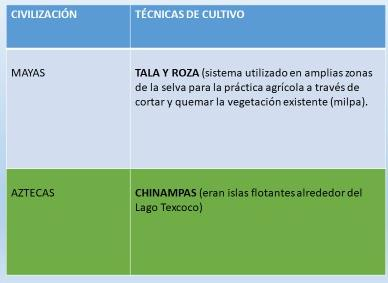 CIVILIZACIÓN
TÉCNICAS DE CULTIVO
MAYAS
TALA Y ROZA (sistema utilizado en amplias zonas
de la selva para la práctica agrícola a través de
cortar y quemar la vegetación existente (milpa).
AZTECAS
CHINAMPAS (eran islas flotantes alrededor del
Lago Texcoco)